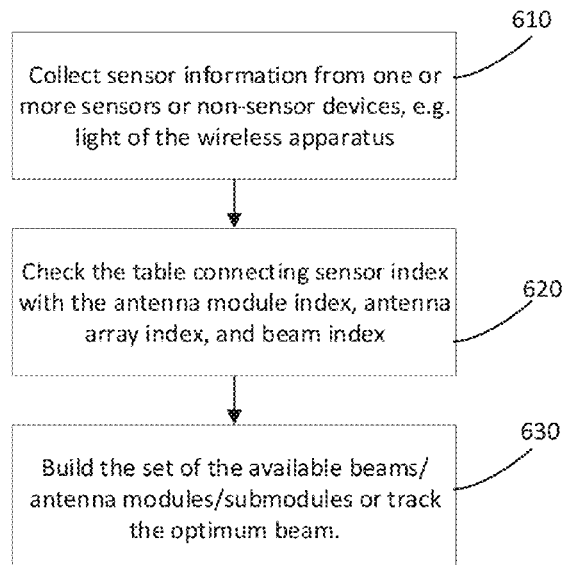 610
Collect sensor information from one or
more sensors or non-sensor devices, e.g.
light of the wireless apparatus
Check the table connecting sensor index
with the antenna module index, antenna
array index, and beam index
620
Build the set of the available beams/
antenna modules/submodules or track
the optimum beam.
630